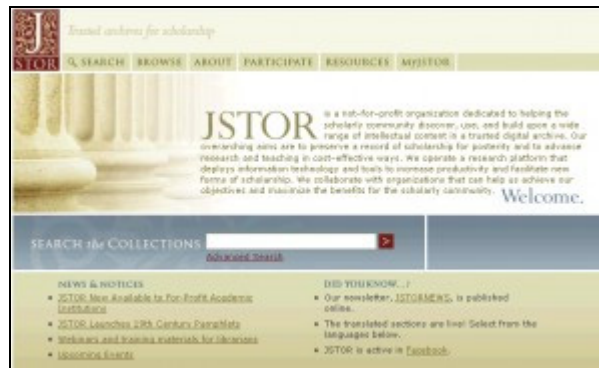 JSTOR
Trusted archives for scholarship
SEARCH BROWSE ABOUT PARTICIPATE RESOURCES MyJSTOR
JSTOR is a not-for-profit organization dedicated to helping the
scholarly community discover, use, and build upon a wide
range of intellectual content in a trusted digital archive. Our
overarching aims are to preserve a record of scholarship for posterity and to advance
research and teaching in cost-effective ways. We operate a research platform that
deploys information technology and tools to increase productivity and facilitate new
forms of scholarship. We collaborate with organizations that can help us achieve our
objectives and maximize the benefits for the scholarly community. Welcome.
SEARCH the COLLECTIONS >
Advanced Search
NEWS & NOTICES
JSTOR Now Available to For-Profit Academic
Institutions
JSTOR Launches 19th Century Pamphlets
Webinars and training materials for librarians
Upcoming Events
DID YOU KNOW...?
Our newsletter, JSTORNEWS, is published
online.
The translated sections are live! Select from the
languages below.
JSTOR is active in Facebook.